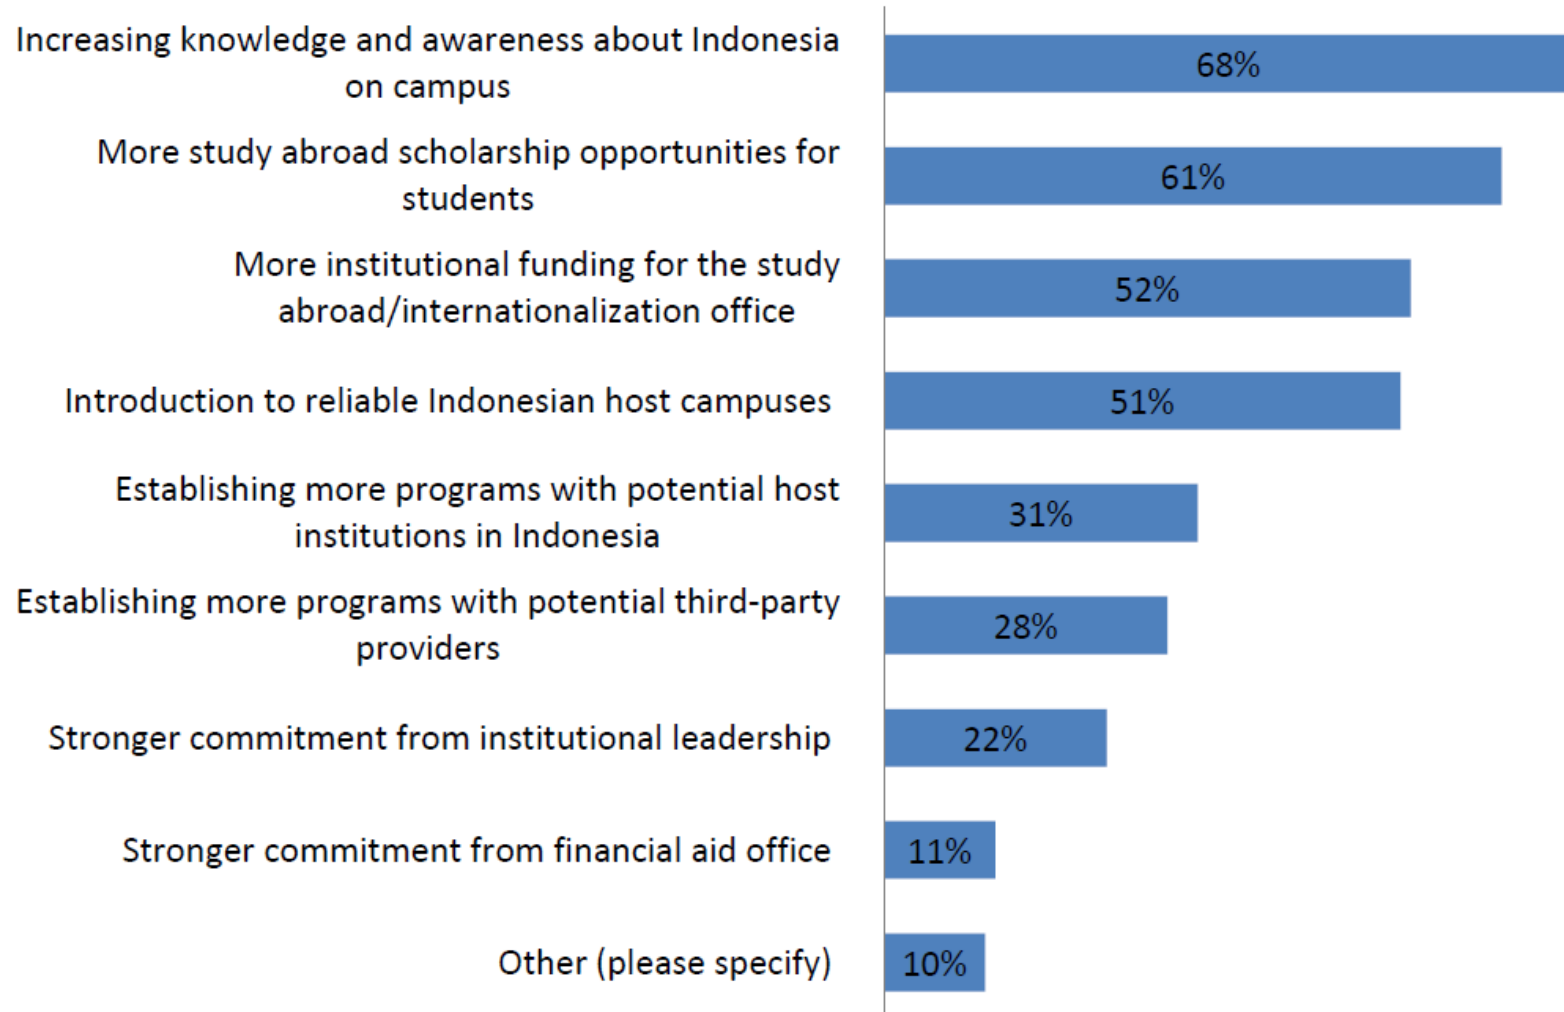 Increasing knowledge and awareness about Indonesia
on campus
68%
More study abroad scholarship opportunities for
students
61%
More institutional funding for the study
abroad/internationalization office
52%
Introduction to reliable Indonesian host campuses
51%
Establishing more programs with potential host
institutions in Indonesia
31%
Establishing more programs with potential third-party
providers
28%
Stronger commitment from institutional leadership
22%
Stronger commitment from financial aid office
11%
Other (please specify)
10%